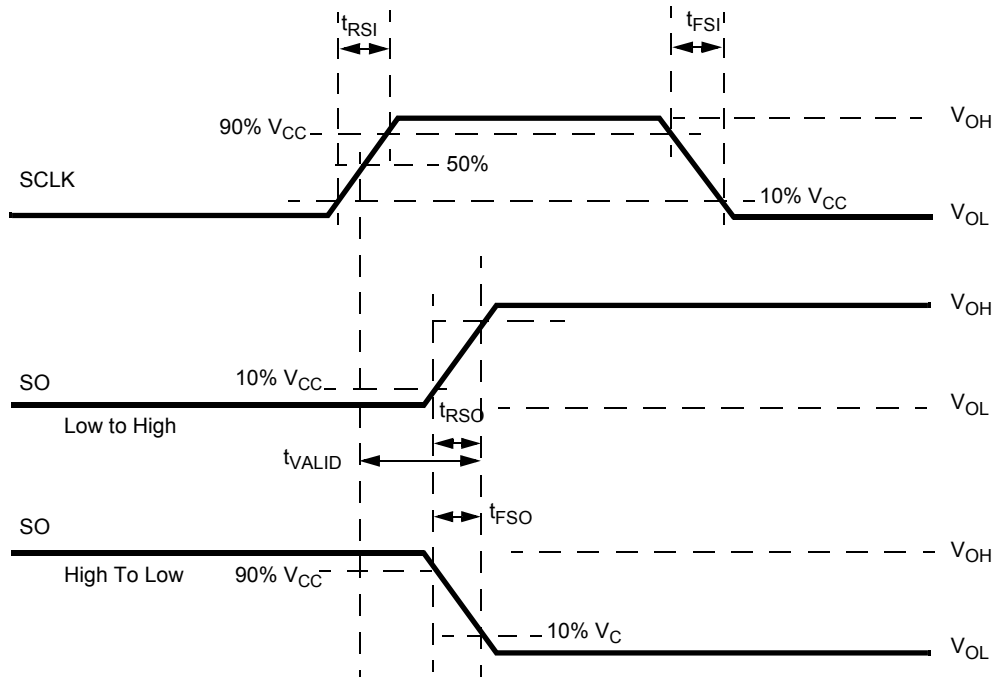 tRSI
tFSI
90% VCC
VOH
50%
SCLK
10% VCC
VOL
VOH
SO
10% VCC
tRSO
VOL
Low to High
tVALID
tFSO
SO
VOH
High To Low
90% VCC
10% VC
VOL